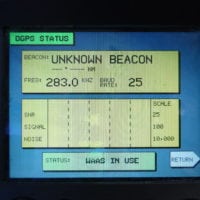 DGPS STATUS
BEACON: UNKNOWN BEACON
---°--- NM
FREQ: 283.0 KHZ BAUD RATE: 25
SCALE
SNR 25
SIGNAL 100
NOISE 10.000
STATUS: WAAS IN USE
RETURN